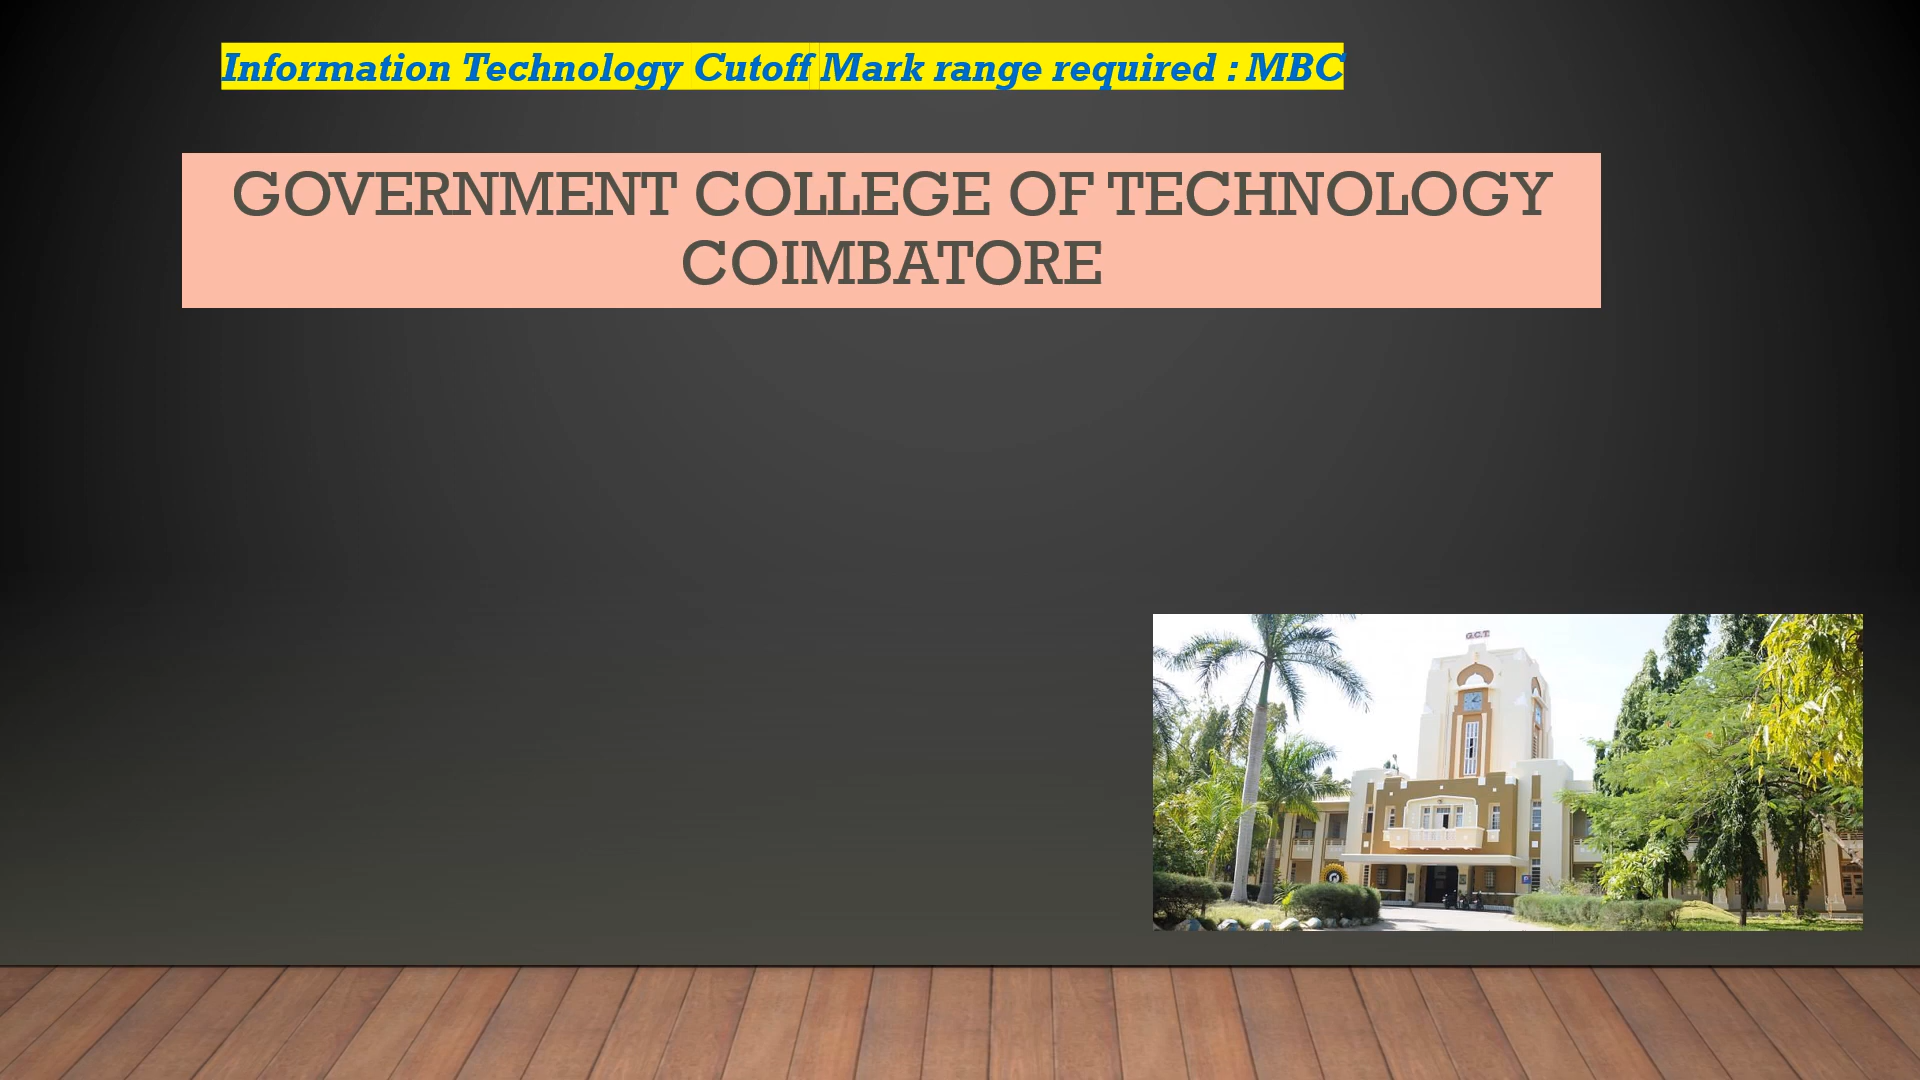 Information Technology Cutoff Mark range required : MBC
GOVERNMENT COLLEGE OF TECHNOLOGY
COIMBATORE
G.C.T.